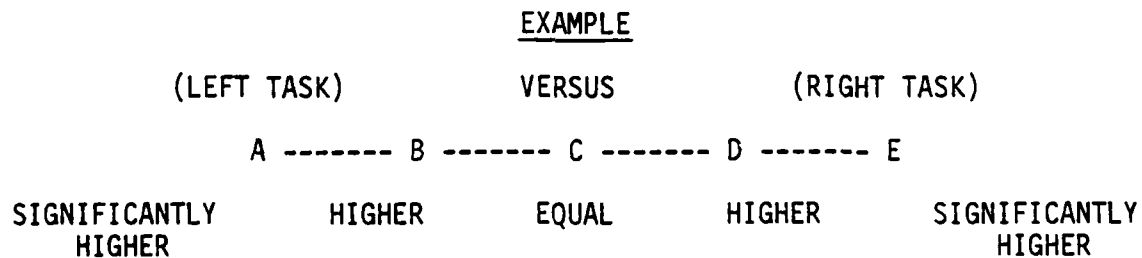 EXAMPLE
(LEFT TASK) VERSUS (RIGHT TASK)
A ------- B ------- C ------- D ------- E
SIGNIFICANTLY HIGHER EQUAL HIGHER SIGNIFICANTLY
HIGHER HIGHER